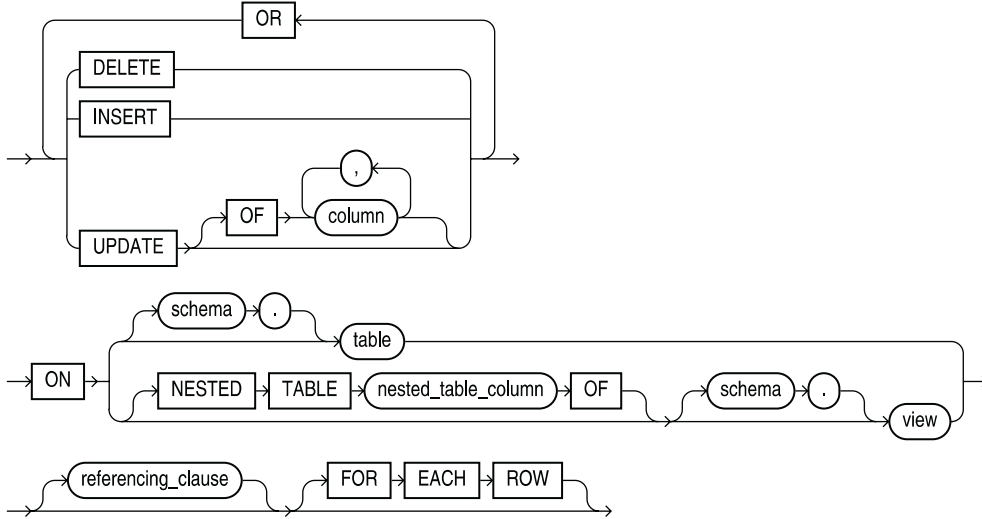 OR
DELETE
INSERT
,
UPDATE OF column
schema .
ON table
NESTED TABLE nested_table_column OF schema . view
referencing_clause FOR EACH ROW